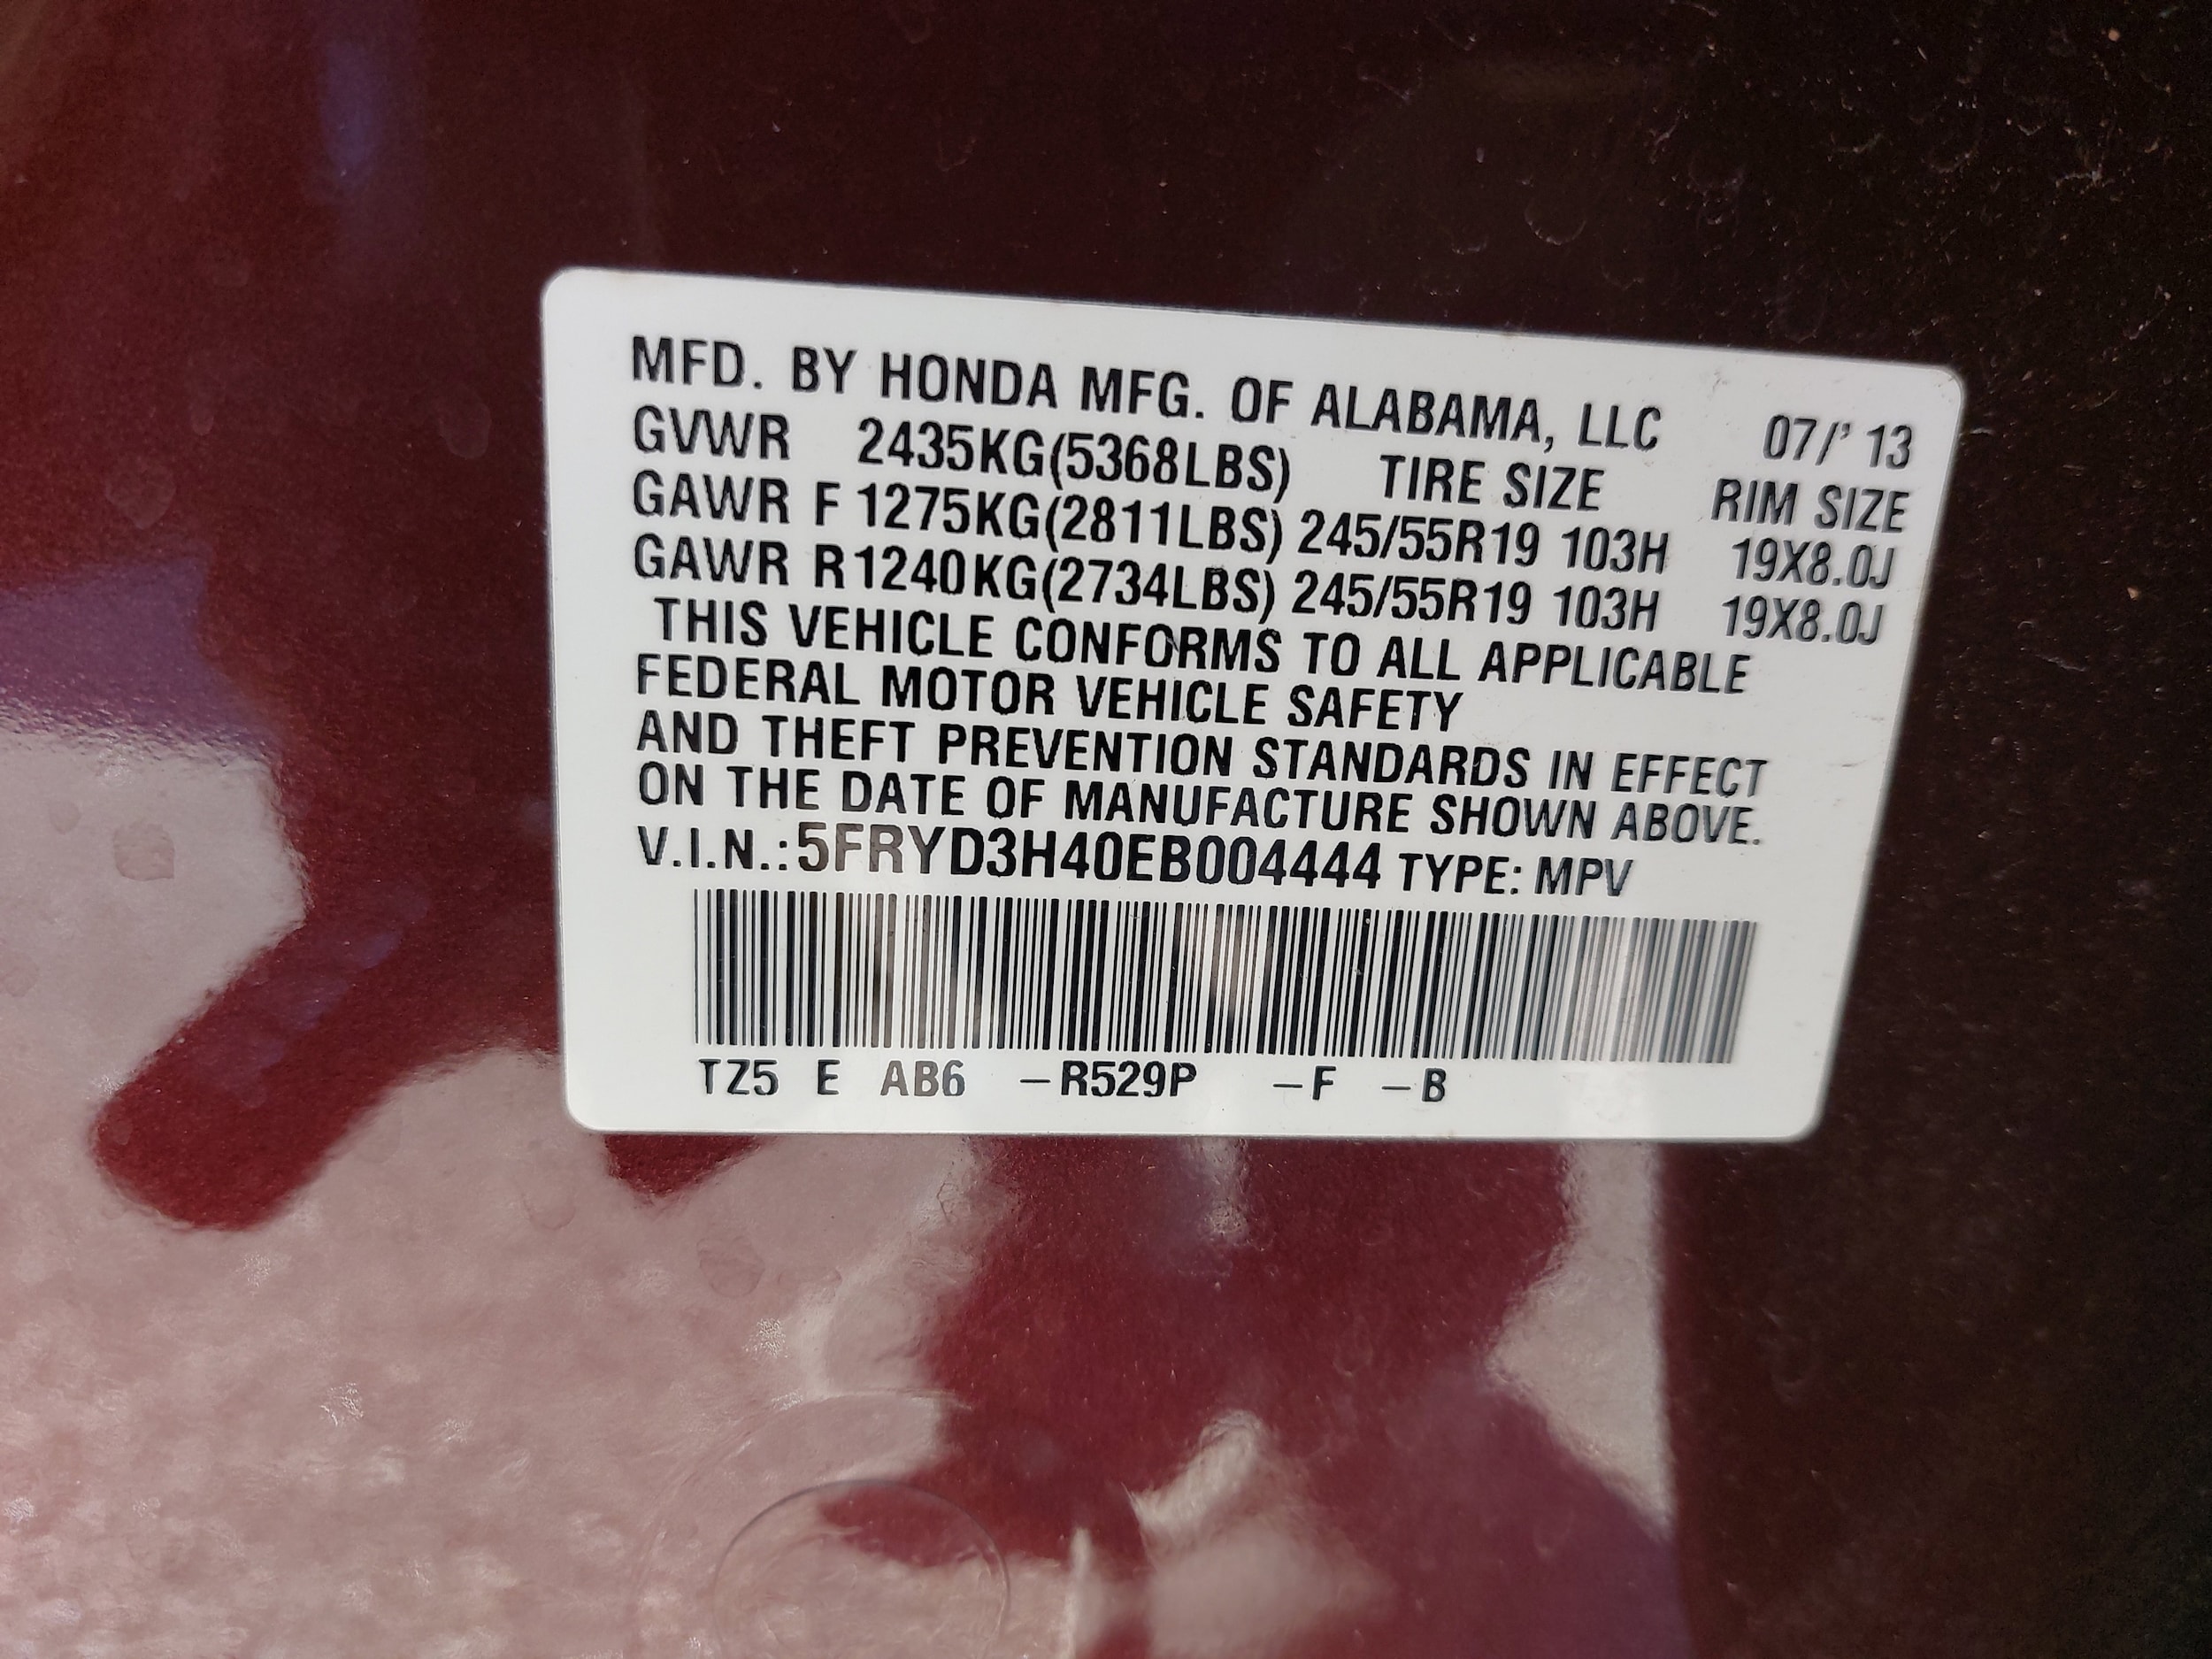 MFD. BY HONDA MFG. OF ALABAMA, LLC 07/' 13
GVWR 2435KG(5368LBS) TIRE SIZE RIM SIZE
GAWR F 1275KG(2811LBS) 245/55R19 103H 19X8.0J
GAWR R1240KG(2734LBS) 245/55R19 103H 19X8.0J
THIS VEHICLE CONFORMS TO ALL APPLICABLE
FEDERAL MOTOR VEHICLE SAFETY
AND THEFT PREVENTION STANDARDS IN EFFECT
ON THE DATE OF MANUFACTURE SHOWN ABOVE.
V.I.N.:5FRYD3H40EB004444 TYPE: MPV
TZ5 E AB6 –R529P –F –B